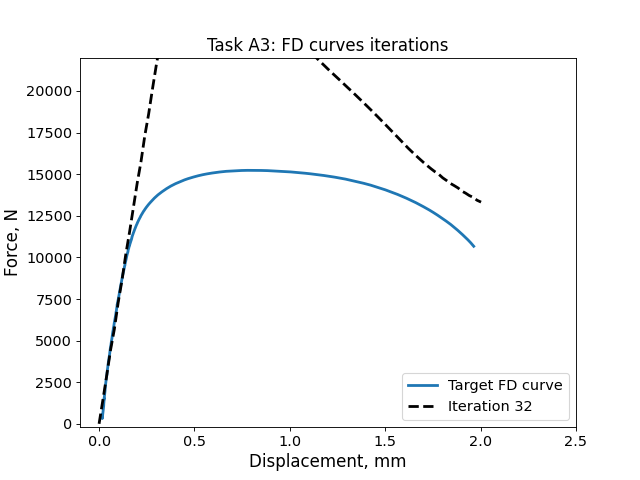 Task A3: FD curves iterations
Force, N
20000
17500
15000
12500
10000
7500
5000
2500
0
0.0 0.5 1.0 1.5 2.0 2.5
Displacement, mm
Target FD curve
Iteration 32